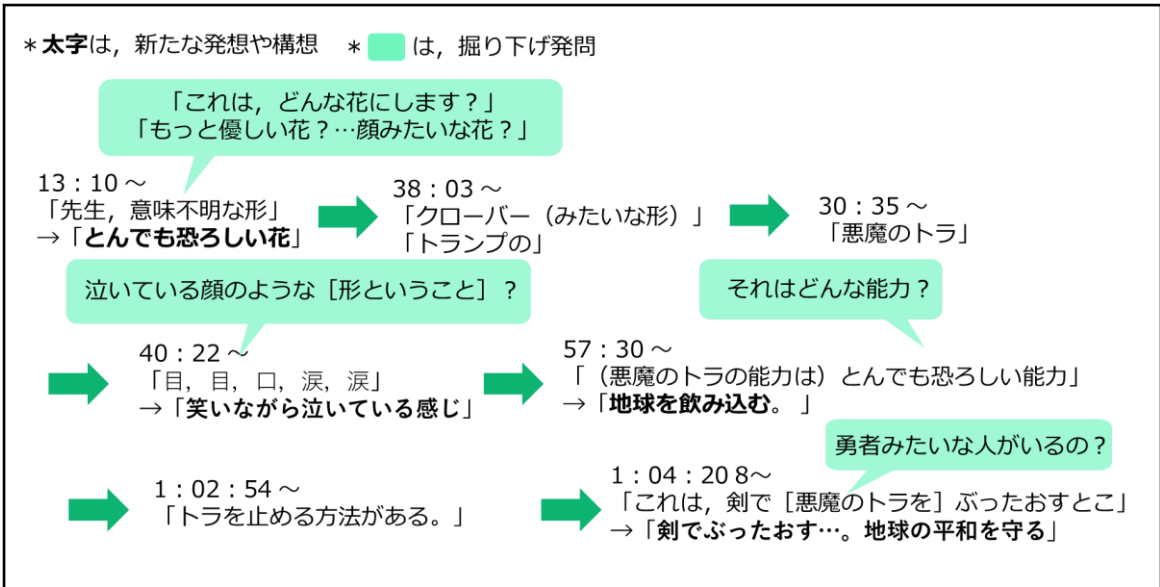 ＊太字は，新たな発想や構想　＊ は，掘り下げ発問
「これは，どんな花にします？」
「もっと優しい花？…顔みたいな花？」
13：10～
「先生，意味不明な形」
→「とんでも恐ろしい花」
38：03～
「クローバー（みたいな形）」
「トランプの」
30：35～
「悪魔のトラ」
泣いている顔のような［形ということ］？
40：22～
「目，目，口，涙，涙」
→「笑いながら泣いている感じ」
それはどんな能力？
57：30～
「（悪魔のトラの能力は）とんでも恐ろしい能力」
→「地球を飲み込む。」
1：02：54～
「トラを止める方法がある。」
勇者みたいな人がいるの？
1：04：20 8～
「これは，剣で［悪魔のトラを］ぶったおすとこ」
→「剣でぶったおす…。地球の平和を守る」